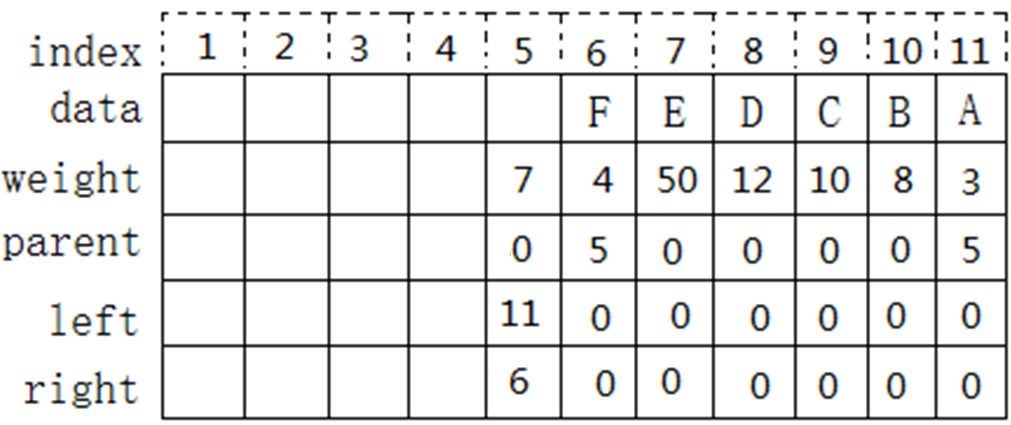 index 1 2 3 4 5 6 7 8 9 10 11
data F E D C B A
weight 7 4 50 12 10 8 3
parent 0 5 0 0 0 0 5
left 11 0 0 0 0 0 0
right 6 0 0 0 0 0 0